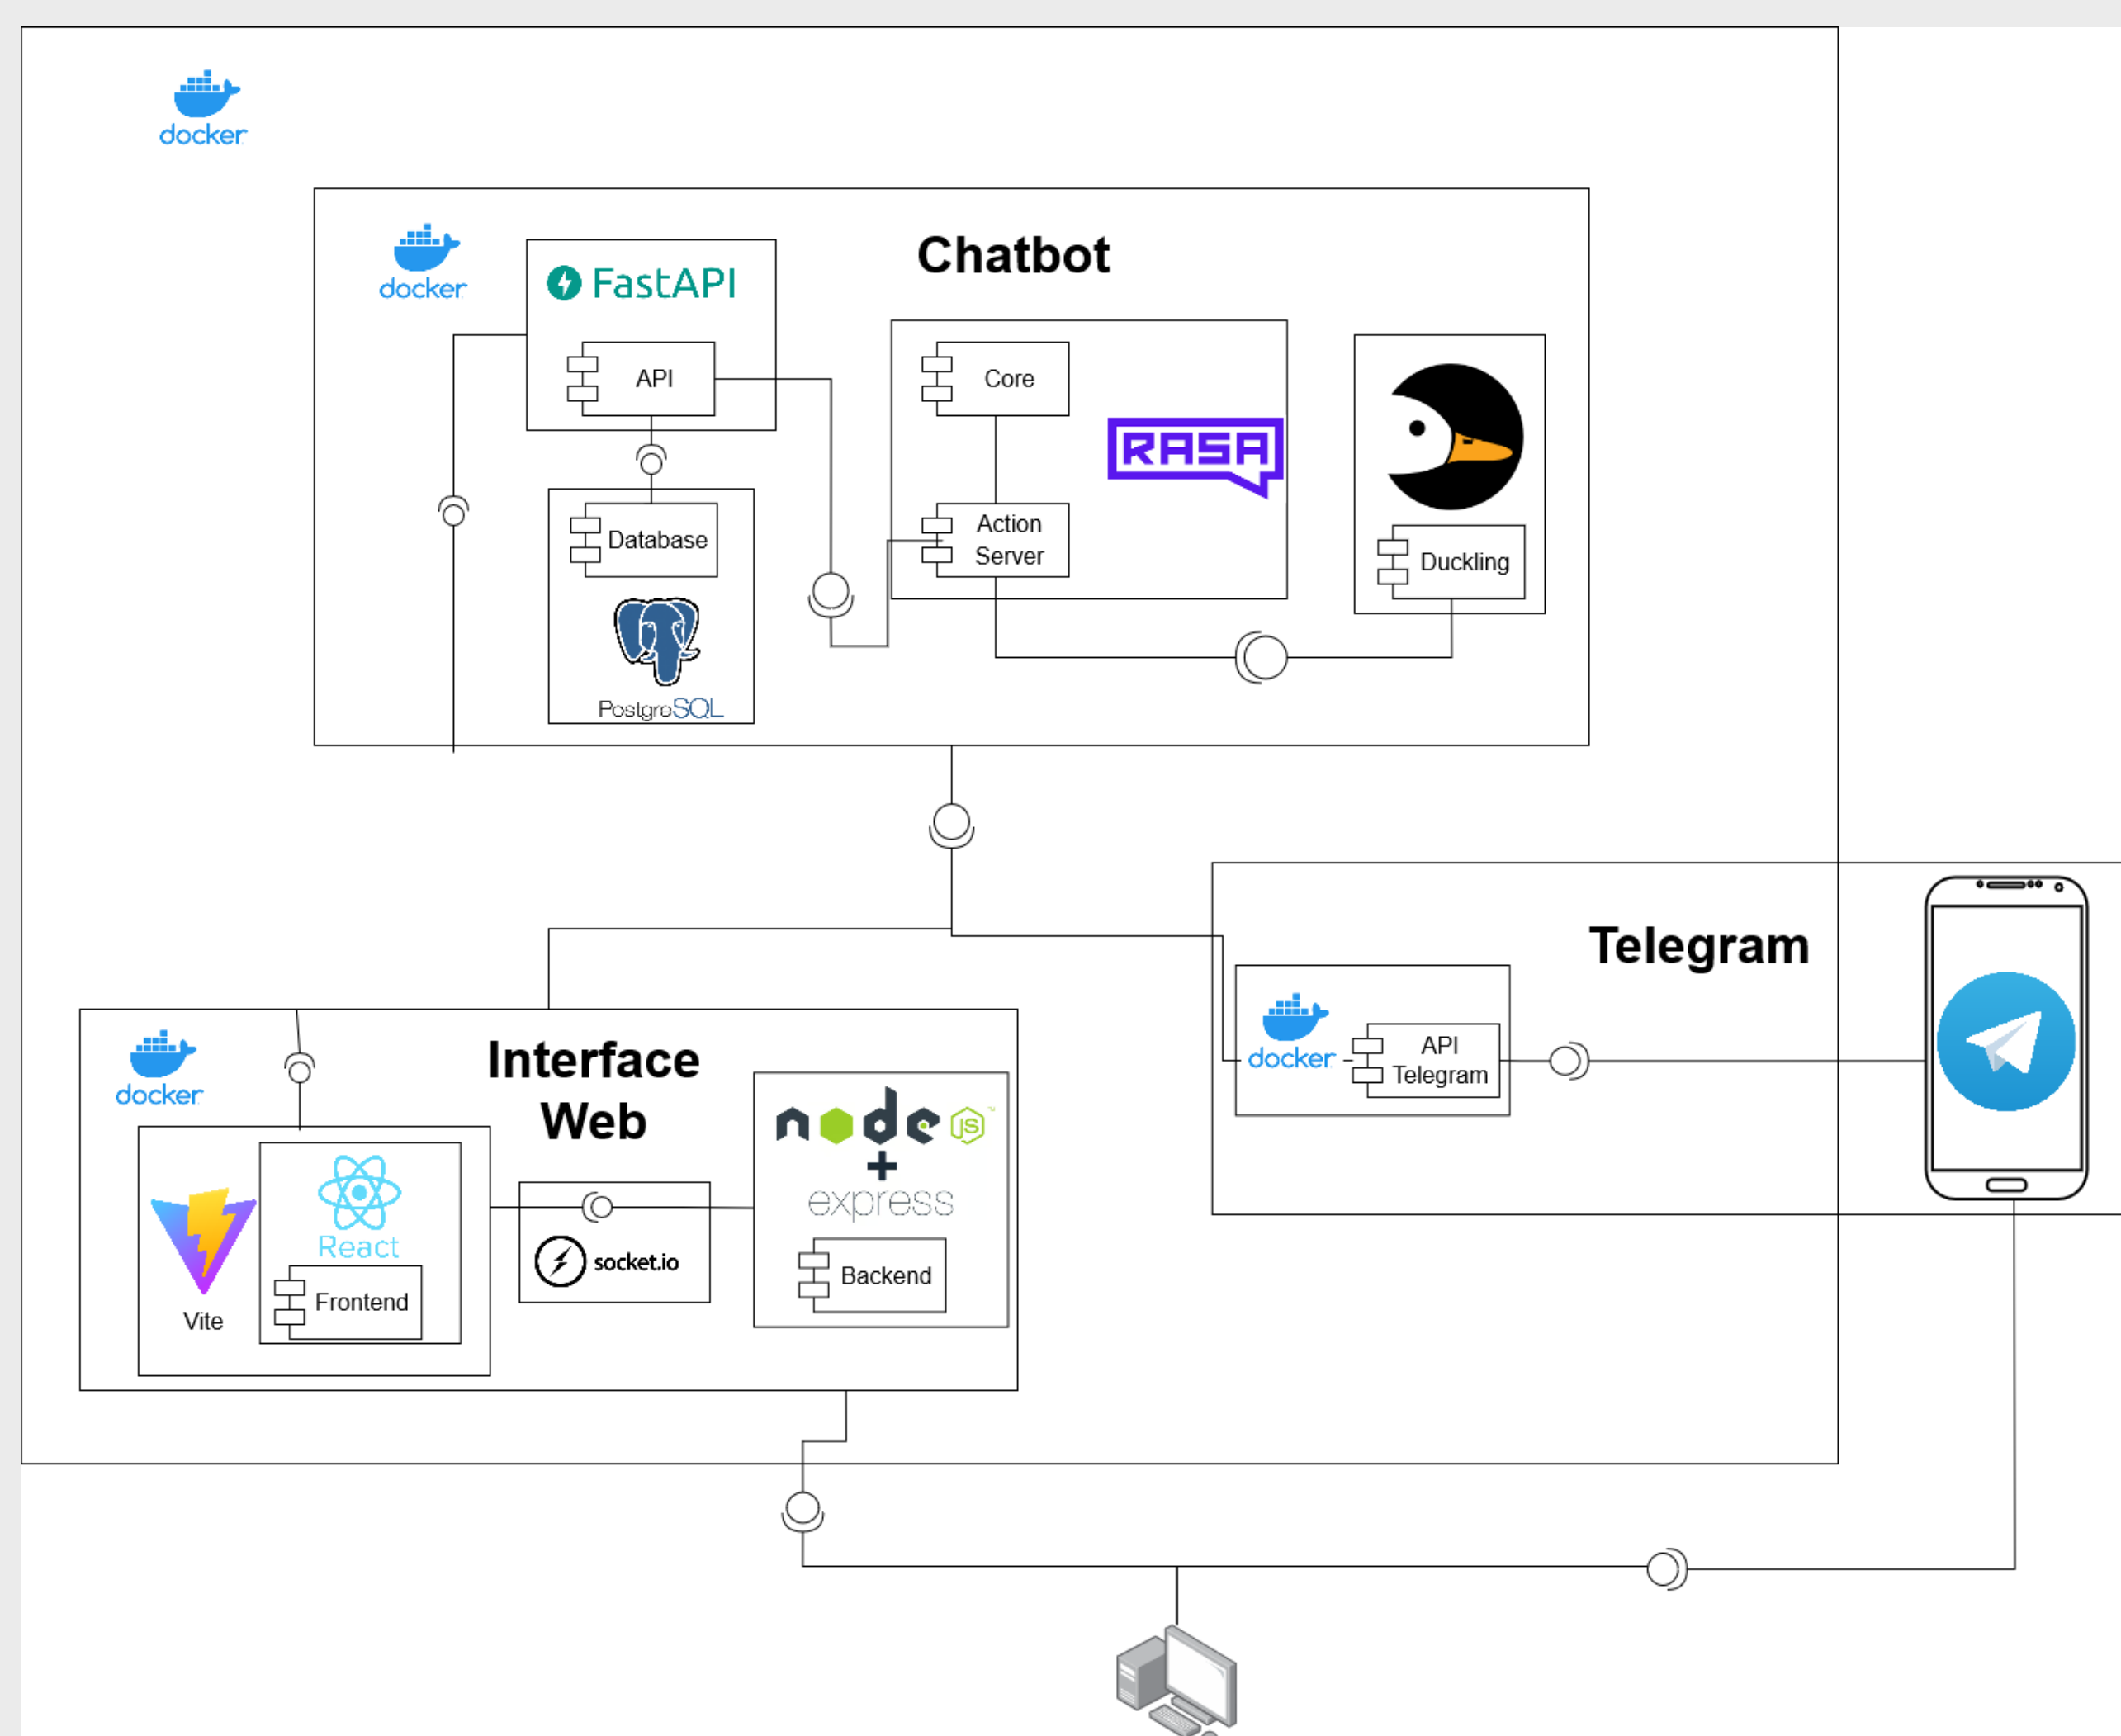 docker
docker
FastAPI
API
Chatbot
Core
RASA
Action
Server
Duckling
Database
PostgreSQL
Telegram
docker
API
Telegram
docker
Interface
Web
Vite
React
Frontend
socket.io
node JS
+
express
Backend